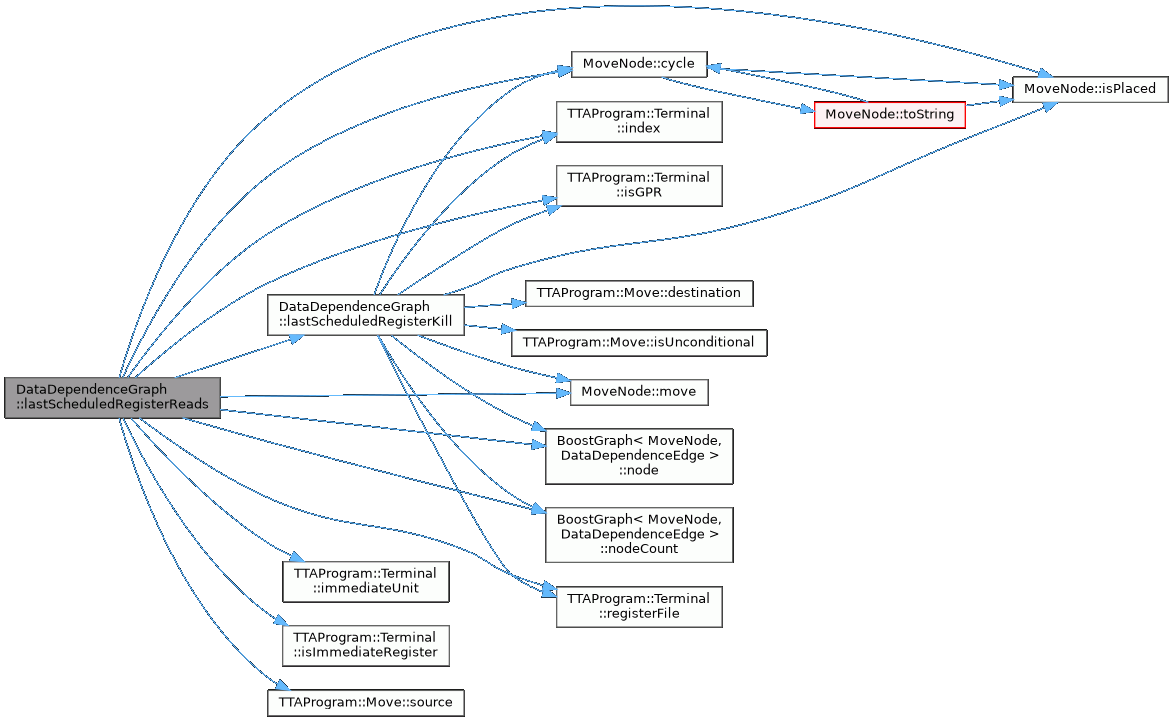 DataDependenceGraph
::lastScheduledRegisterReads
DataDependenceGraph
::lastScheduledRegisterKill
MoveNode::cycle
TTAProgram::Terminal
::index
TTAProgram::Terminal
::isGPR
TTAProgram::Move::destination
TTAProgram::Move::isUnconditional
MoveNode::move
BoostGraph< MoveNode,
DataDependenceEdge >
::node
BoostGraph< MoveNode,
DataDependenceEdge >
::nodeCount
TTAProgram::Terminal
::registerFile
TTAProgram::Terminal
::immediateUnit
TTAProgram::Terminal
::isImmediateRegister
TTAProgram::Move::source
MoveNode::toString
MoveNode::isPlaced